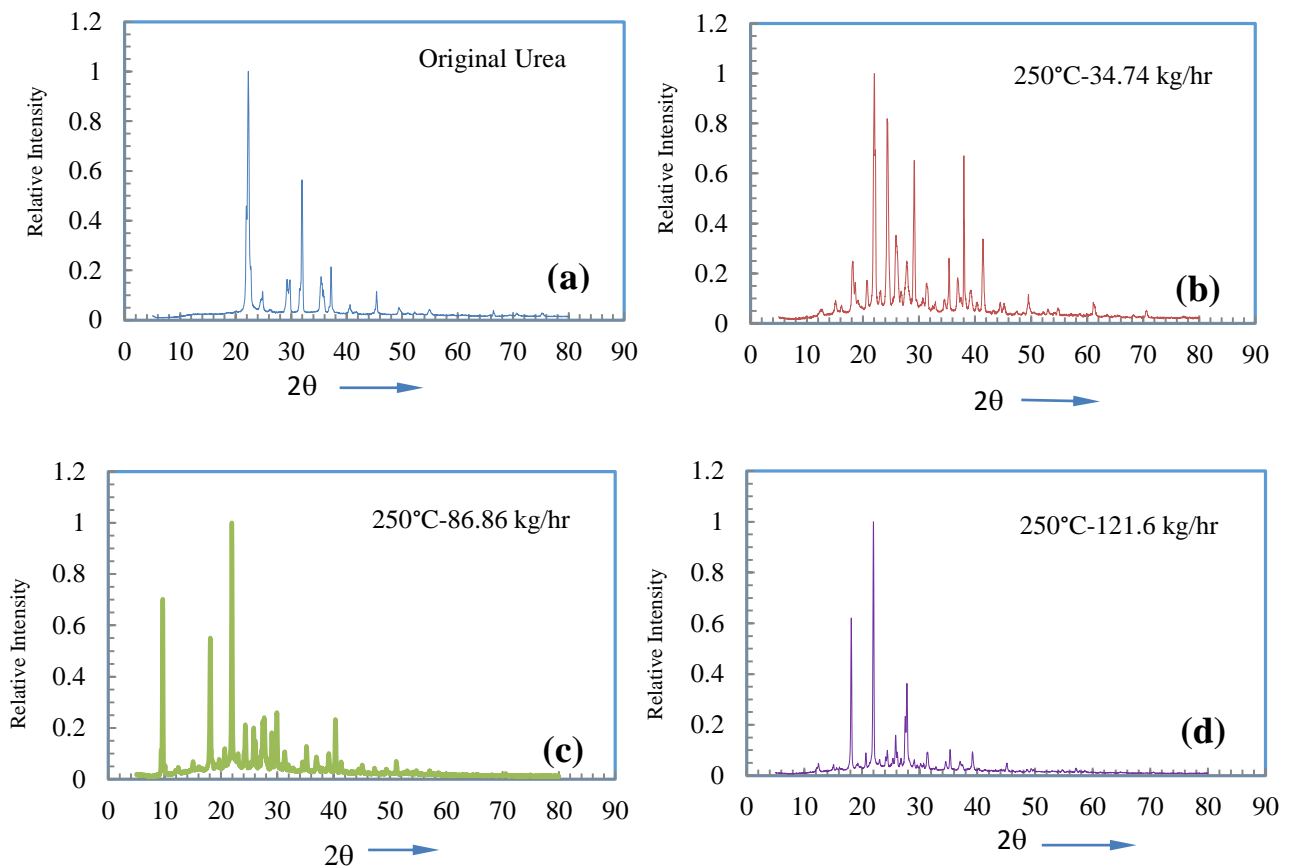 1.2
1
0.8
0.6
0.4
0.2
0
Relative Intensity
Original Urea
(a)
0 10 20 30 40 50 60 70 80 90
2θ
1.2
1
0.8
0.6
0.4
0.2
0
Relative Intensity
250°C-34.74 kg/hr
(b)
0 10 20 30 40 50 60 70 80 90
2θ
1.2
1
0.8
0.6
0.4
0.2
0
Relative Intensity
250°C-86.86 kg/hr
(c)
0 10 20 30 40 50 60 70 80 90
2θ
1.2
1
0.8
0.6
0.4
0.2
0
Relative Intensity
250°C-121.6 kg/hr
(d)
0 10 20 30 40 50 60 70 80 90
2θ